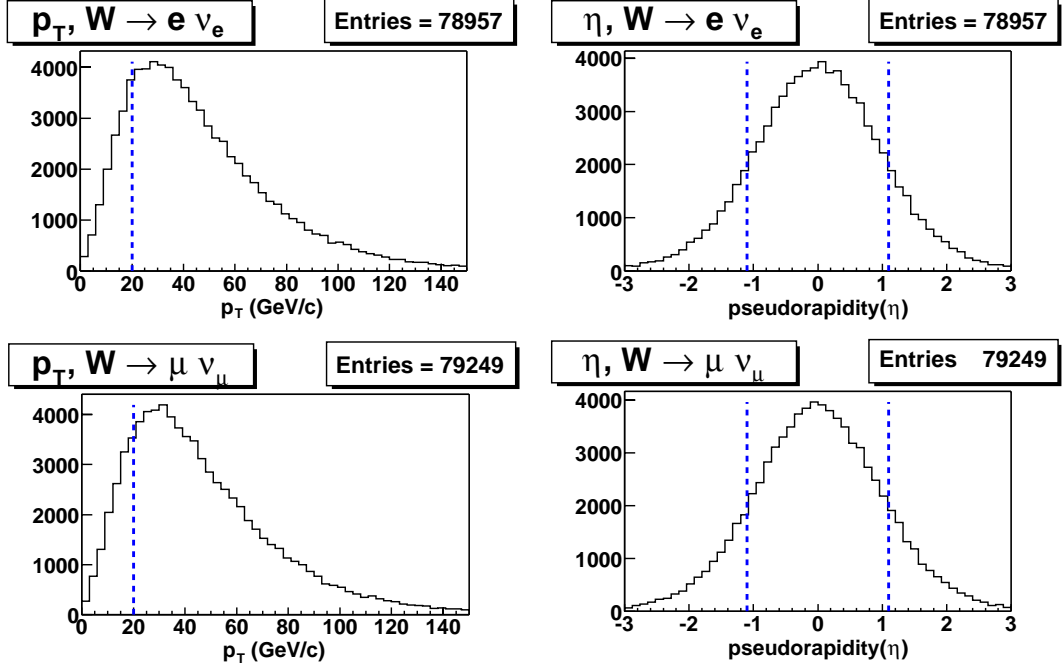 p_T, W → e ν_e
Entries = 78957
4000
3000
2000
1000
0
0 20 40 60 80 100 120 140
p_T (GeV/c)
η, W → e ν_e
Entries = 78957
4000
3000
2000
1000
0
-3 -2 -1 0 1 2 3
pseudorapidity(η)
p_T, W → μ ν_μ
Entries = 79249
4000
3000
2000
1000
0
0 20 40 60 80 100 120 140
p_T (GeV/c)
η, W → μ ν_μ
Entries 79249
4000
3000
2000
1000
0
-3 -2 -1 0 1 2 3
pseudorapidity(η)